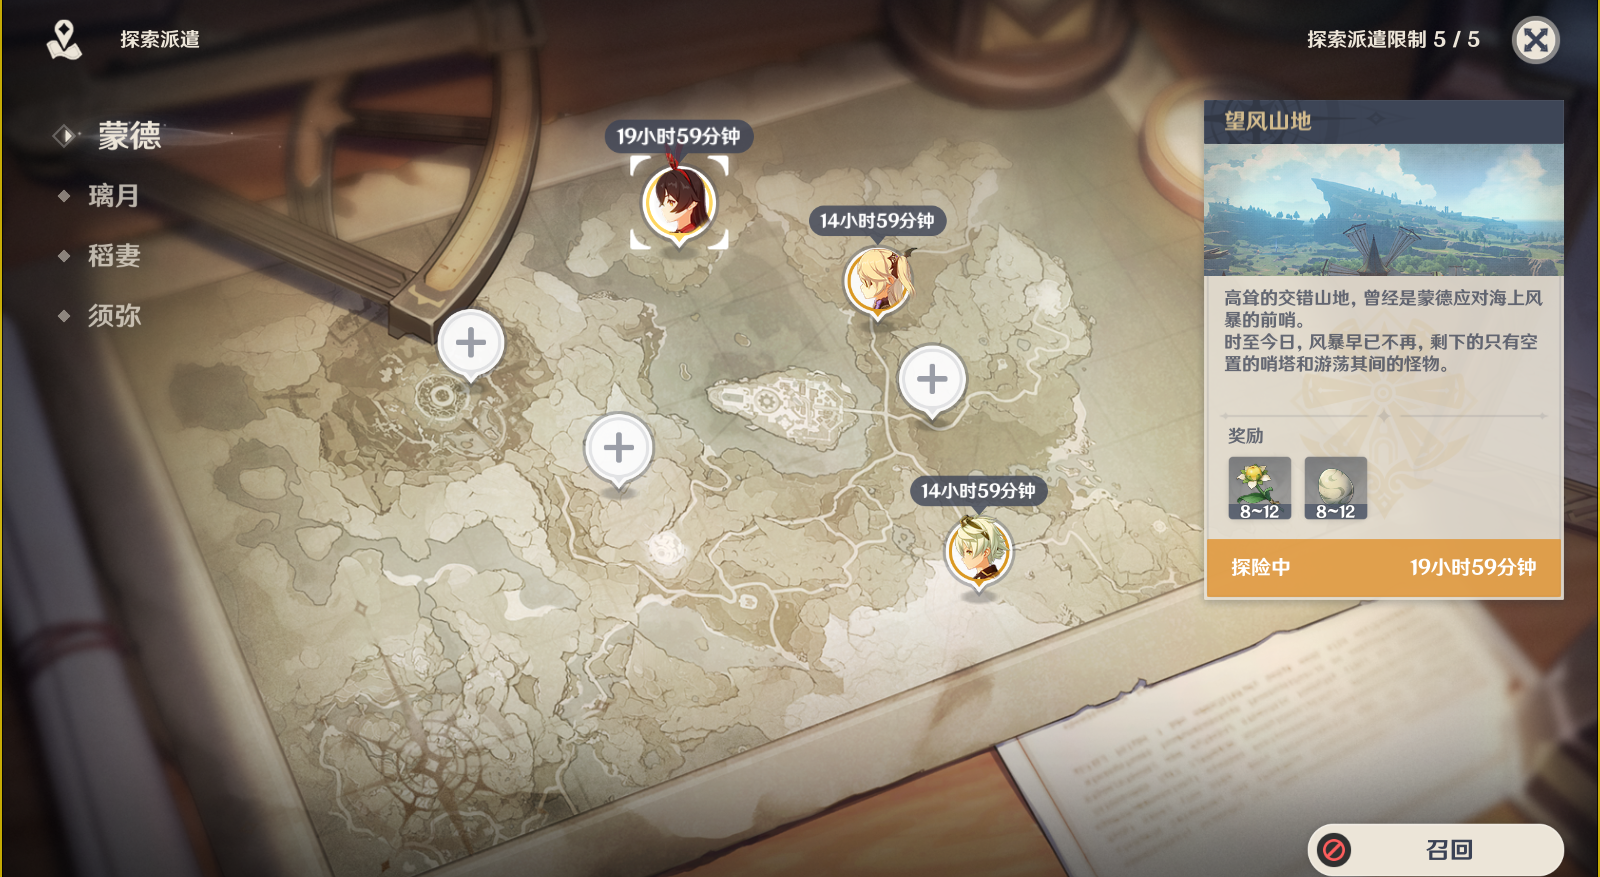 探索派遣
探索派遣限制 5 / 5
蒙德
璃月
稻妻
须弥
19小时59分钟
14小时59分钟
14小时59分钟
望风山地
高耸的交错山地，曾经是蒙德应对海上风
暴的前哨。
时至今日，风暴早已不再，剩下的只有空
置的哨塔和游荡其间的怪物。
奖励
8~12
8~12
探险中
19小时59分钟
召回